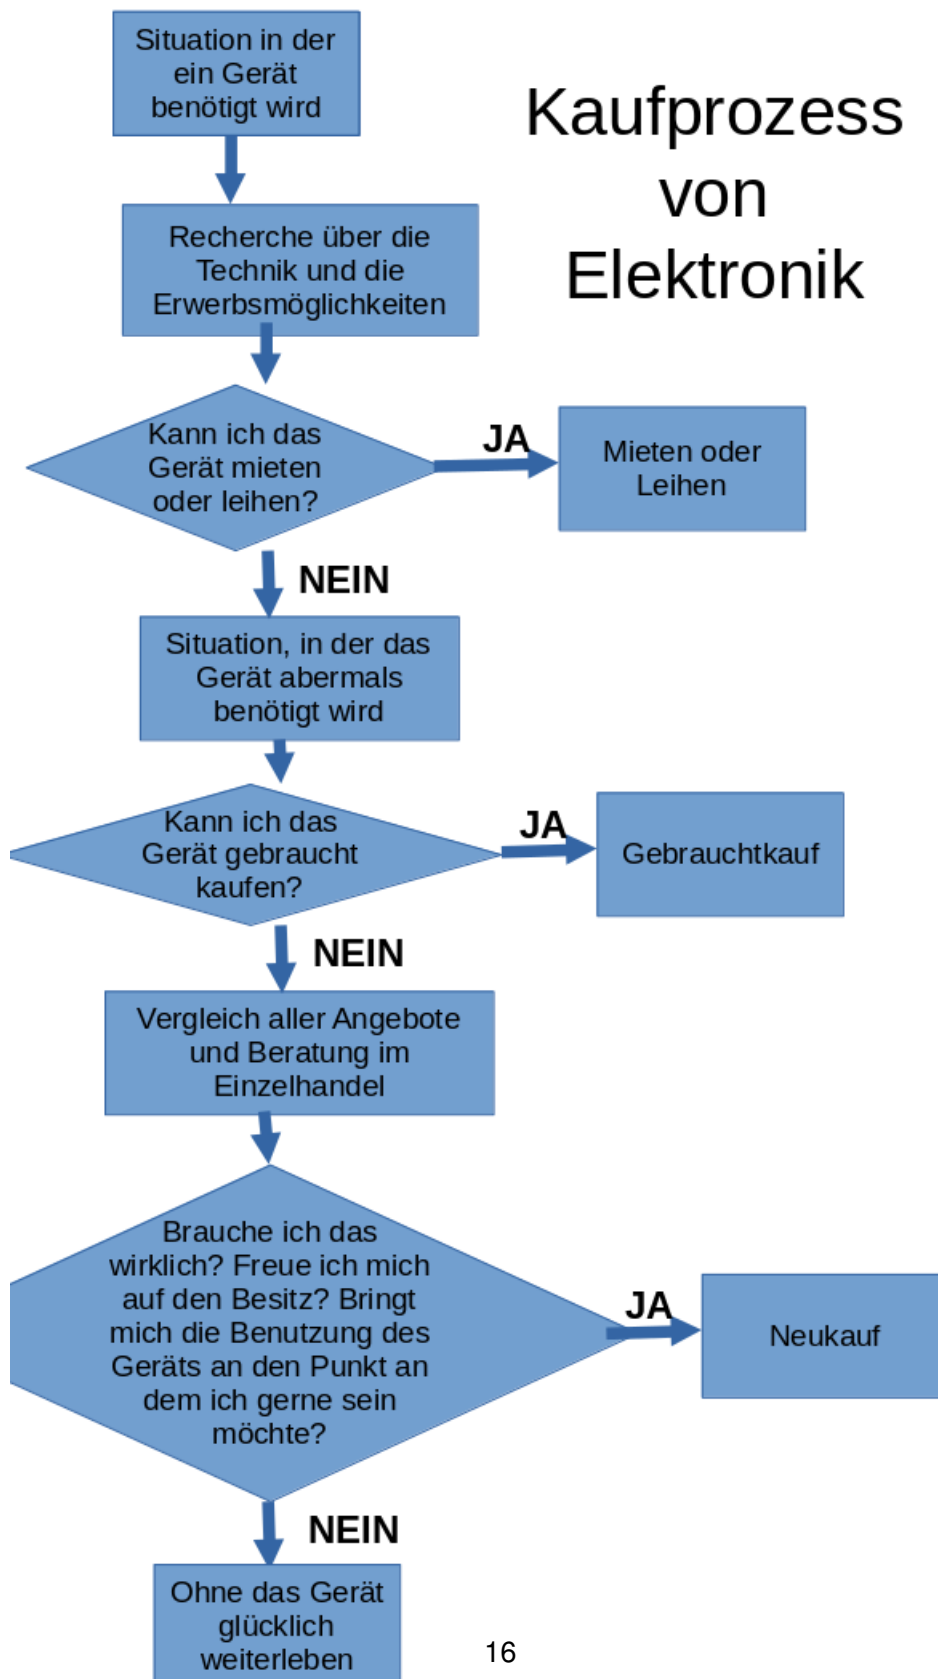 Situation in der
ein Gerät
benötigt wird
Kaufprozess
von
Elektronik
Recherche über die
Technik und die
Erwerbsmöglichkeiten
Kann ich das
Gerät mieten
oder leihen?
JA
Mieten oder
Leihen
NEIN
Situation, in der das
Gerät abermals
benötigt wird
Kann ich das
Gerät gebraucht
kaufen?
JA
Gebrauchtkauf
NEIN
Vergleich aller Angebote
und Beratung im
Einzelhandel
Brauche ich das
wirklich? Freue ich mich
auf den Besitz? Bringt
mich die Benutzung des
Geräts an den Punkt an
dem ich gerne sein
möchte?
JA
Neukauf
NEIN
Ohne das Gerät
glücklich
weiterleben
16